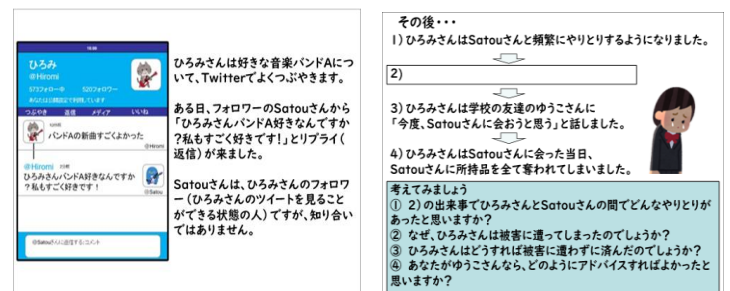 ひろみ
@Hiromi
573フォロー中 520フォロワー
あなたは公開設定で利用しています
つぶやき 返信 メディア いいね
バンドAの新曲すごくよかった
@Hiromi
@Hiromi
ひろみさんバンドA好きなんですか
？私もすごく好きです！
@Satou
@Satouさんに返信する:コメント
ひろみさんは好きな音楽バンドAにつ
いて、Twitterでよくつぶやきます。
ある日、フォロワーのSatouさんから
「ひろみさんバンドA好きなんですか
？私もすごく好きです！」とリプライ(
返信)が来ました。
Satouさんは、ひろみさんのフォロワ
ー(ひろみさんのツイートを見ること
ができる状態の人)ですが、知り合い
ではありません。
その後・・・
1)ひろみさんはSatouさんと頻繁にやりとりするようになりました。
2)
3)ひろみさんは学校の友達のゆうこさんに
「今度、Satouさんに会おうと思う」と話しました。
4)ひろみさんはSatouさんに会った当日、
Satouさんに所持品を全て奪われてしまいました。
考えてみましょう
① 2)の出来事でひろみさんとSatouさんの間でどんなやりとりが
あったと思いますか？
② なぜ、ひろみさんは被害に遭ってしまったのでしょうか？
③ ひろみさんはどうすれば被害に遭わずに済んだのでしょうか？
④ あなたがゆうこさんなら、どのようにアドバイスすればよかったと
思いますか？